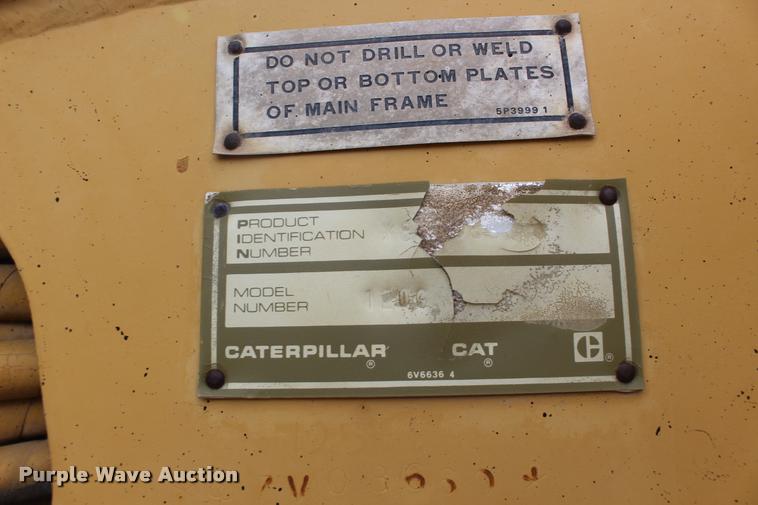 DO NOT DRILL OR WELD
TOP OR BOTTOM PLATES
OF MAIN FRAME
5P3999 1
PRODUCT
IDENTIFICATION
NUMBER
MODEL
NUMBER
CATERPILLAR ®
CAT ®
C ®
6V6636 4
Purple Wave Auction